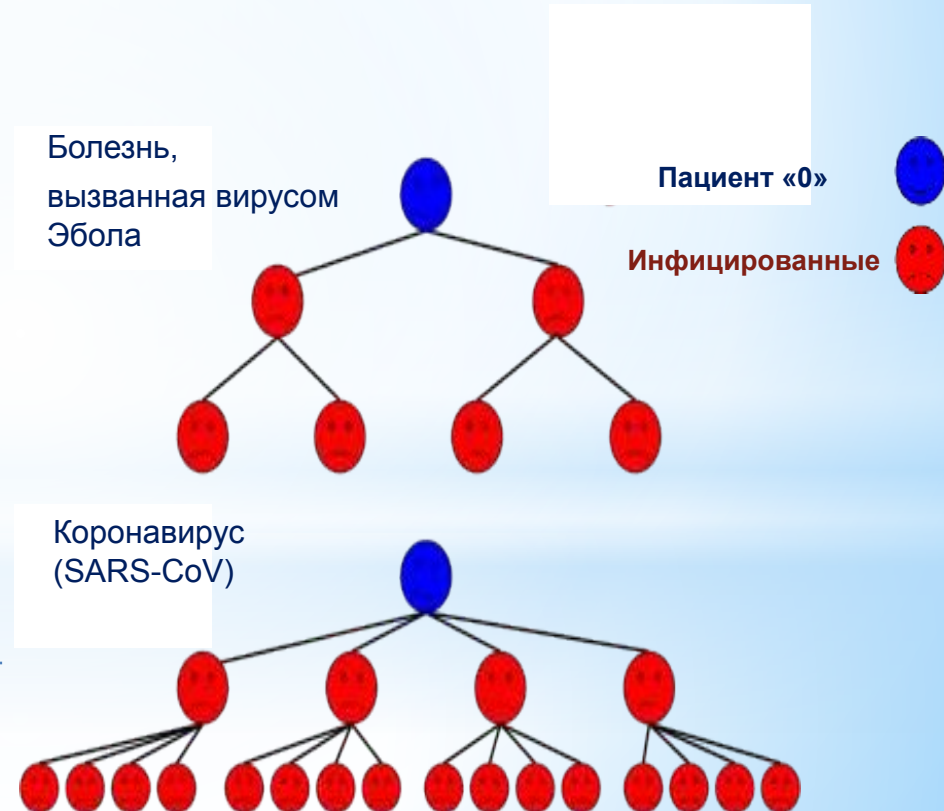 Болезнь,
вызванная вирусом
Эбола
Пациент «0»
Инфицированные
Коронавирус
(SARS-CoV)